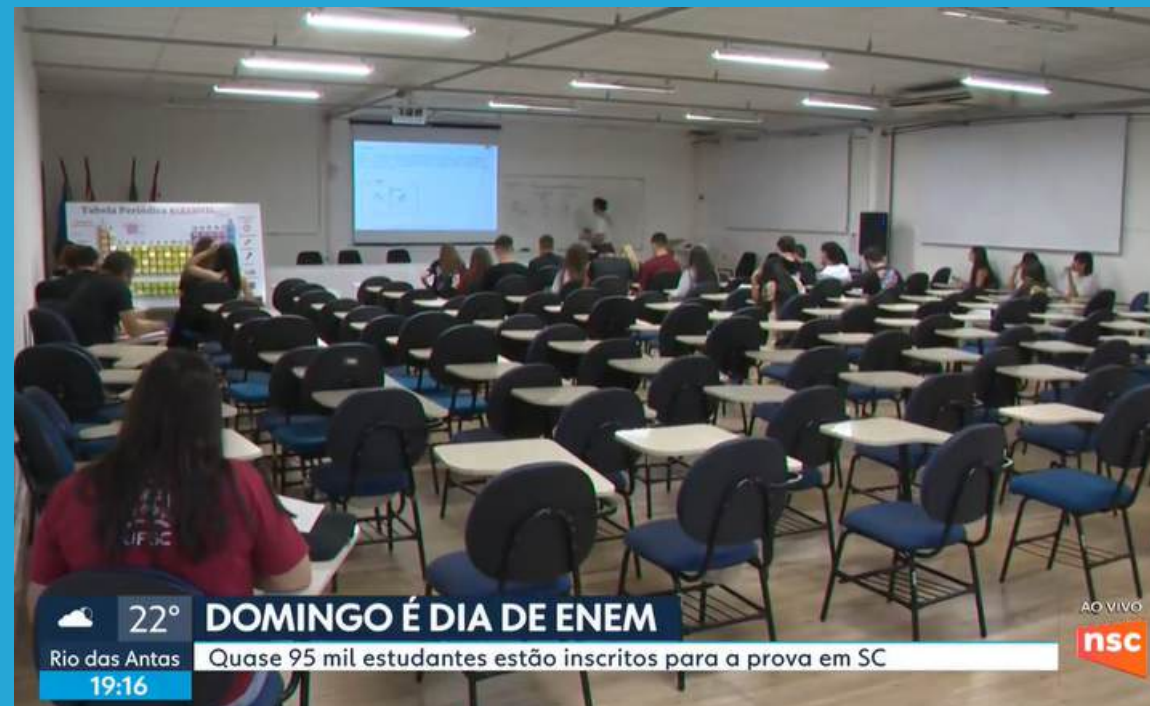 Tabela Periódica
UFSC
22°
DOMINGO É DIA DE ENEM
Rio das Antas
Quase 95 mil estudantes estão inscritos para a prova em SC
19:16
AO VIVO
nsc